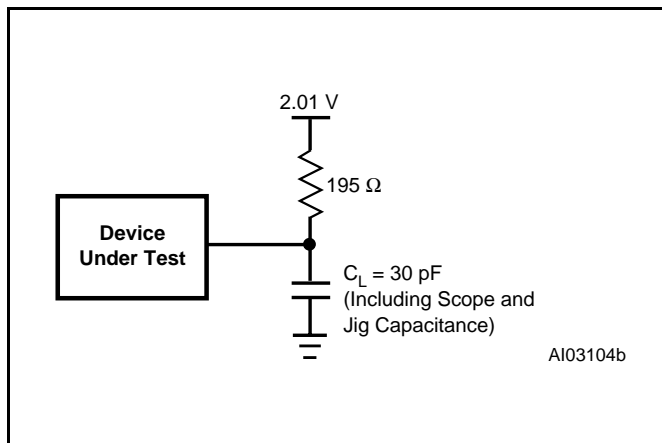 2.01 V
195 Ω
Device
Under Test
C_L = 30 pF
(Including Scope and
Jig Capacitance)
AI03104b